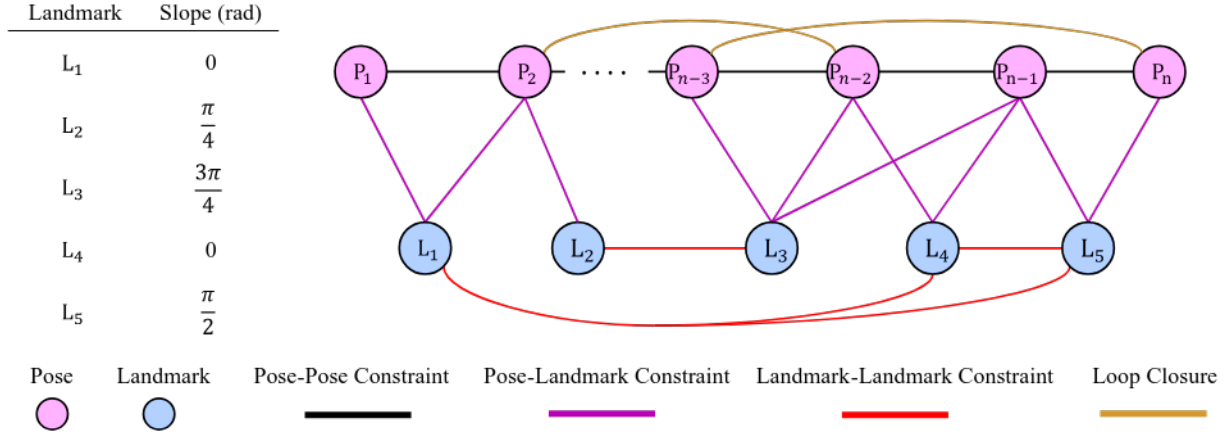 Landmark Slope (rad)
L₁ 0
L₂ π/4
L₃ 3π/4
L₄ 0
L₅ π/2
P₁ P₂ .... Pₙ₋₃ Pₙ₋₂ Pₙ₋₁ Pₙ
L₁ L₂ L₃ L₄ L₅
Pose Landmark Pose-Pose Constraint Pose-Landmark Constraint Landmark-Landmark Constraint Loop Closure